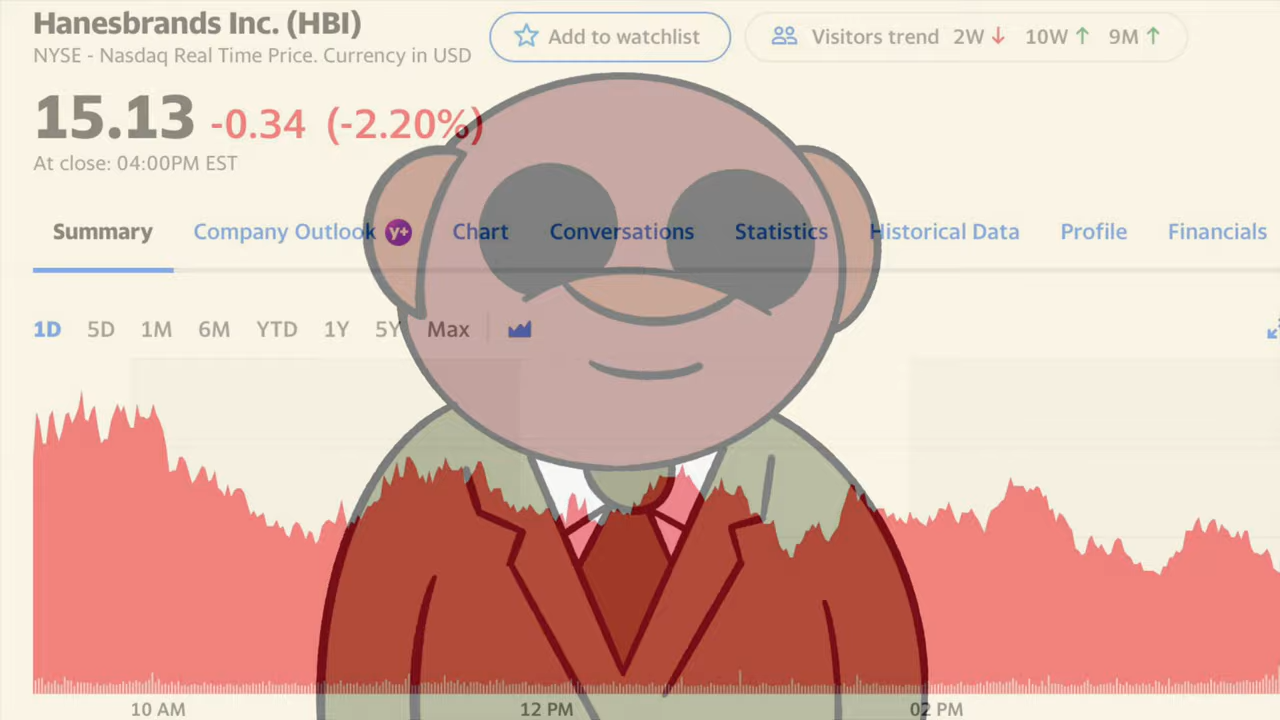 Hanesbrands Inc. (HBI)
NYSE - Nasdaq Real Time Price. Currency in USD
Add to watchlist
Visitors trend 2W ↓ 10W ↑ 9M ↑
15.13 -0.34 (-2.20%)
At close: 04:00PM EST
Summary Company Outlook y+ Chart Conversations Statistics Historical Data Profile Financials
1D 5D 1M 6M YTD 1Y 5Y Max
10 AM 12 PM 02 PM